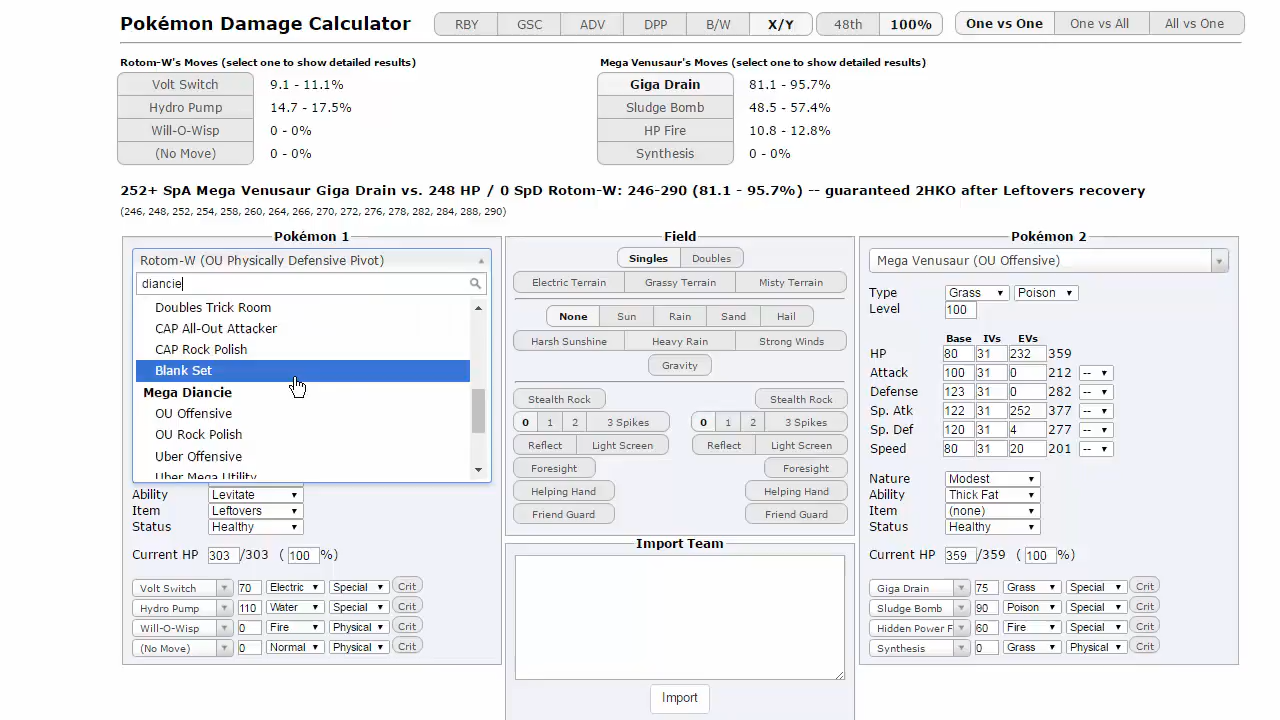 Pokémon Damage Calculator
RBY GSC ADV DPP B/W X/Y 48th 100% One vs One One vs All All vs One
Rotom-W's Moves (select one to show detailed results)
Volt Switch 9.1 - 11.1%
Hydro Pump 14.7 - 17.5%
Will-O-Wisp 0 - 0%
(No Move) 0 - 0%
Mega Venusaur's Moves (select one to show detailed results)
Giga Drain 81.1 - 95.7%
Sludge Bomb 48.5 - 57.4%
HP Fire 10.8 - 12.8%
Synthesis 0 - 0%
252+ SpA Mega Venusaur Giga Drain vs. 248 HP / 0 SpD Rotom-W: 246-290 (81.1 - 95.7%) -- guaranteed 2HKO after Leftovers recovery
(246, 248, 252, 254, 258, 260, 264, 266, 270, 272, 276, 278, 282, 284, 288, 290)
Pokémon 1
Rotom-W (OU Physically Defensive Pivot)
diancie
Doubles Trick Room
CAP All-Out Attacker
CAP Rock Polish
Blank Set
Mega Diancie
OU Offensive
OU Rock Polish
Uber Offensive
Uber Mega Utility
Ability Levitate
Item Leftovers
Status Healthy
Current HP 303 /303 ( 100 %)
Volt Switch 70 Electric Special Crit
Hydro Pump 110 Water Special Crit
Will-O-Wisp 0 Fire Physical Crit
(No Move) 0 Normal Physical Crit
Field
Singles Doubles
Electric Terrain Grassy Terrain Misty Terrain
None Sun Rain Sand Hail
Harsh Sunshine Heavy Rain Strong Winds
Gravity
Stealth Rock Stealth Rock
0 1 2 3 Spikes 0 1 2 3 Spikes
Reflect Light Screen Reflect Light Screen
Foresight Foresight
Helping Hand Helping Hand
Friend Guard Friend Guard
Import Team
Import
Pokémon 2
Mega Venusaur (OU Offensive)
Type Grass Poison
Level 100
Base IVs EVs
HP 80 31 232 359
Attack 100 31 0 212 --
Defense 123 31 0 282 --
Sp. Atk 122 31 252 377 --
Sp. Def 120 31 4 277 --
Speed 80 31 20 201 --
Nature Modest
Ability Thick Fat
Item (none)
Status Healthy
Current HP 359 /359 ( 100 %)
Giga Drain 75 Grass Special Crit
Sludge Bomb 90 Poison Special Crit
Hidden Power F 60 Fire Special Crit
Synthesis 0 Grass Physical Crit